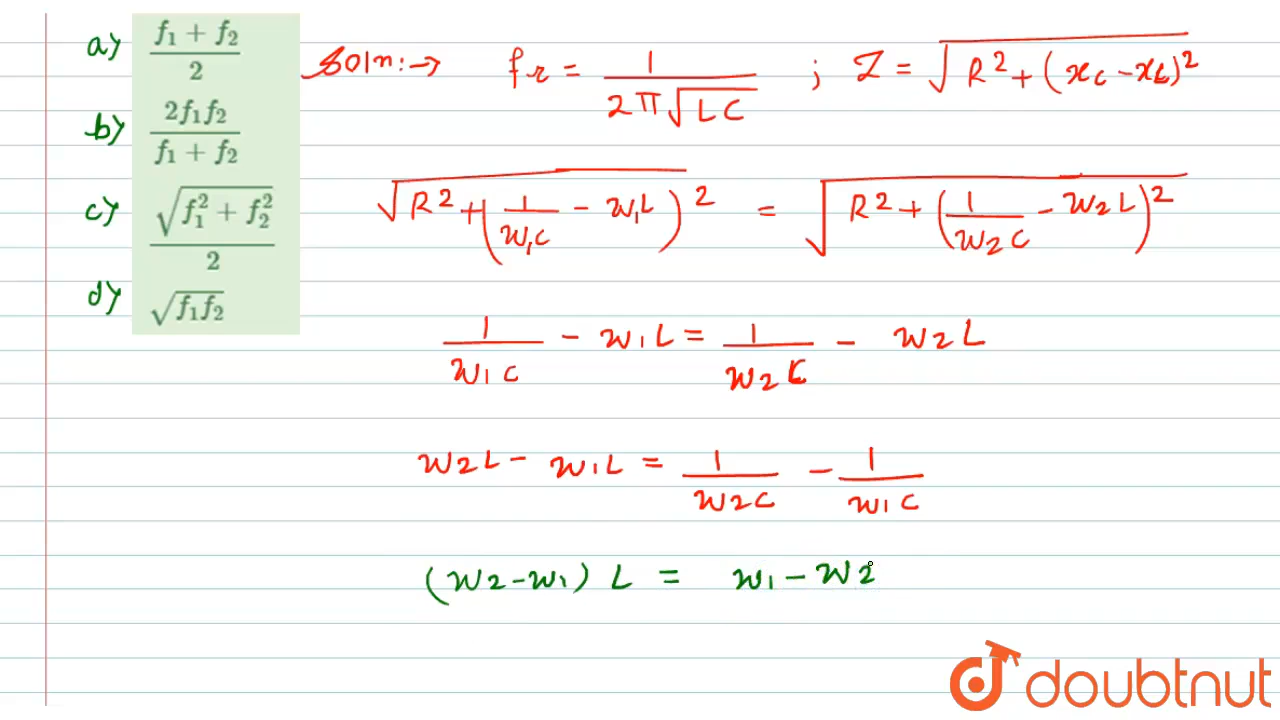 a) (f₁ + f₂)/2
Soln:→ fr = 1/(2π√(LC)) ; Z = √(R² + (xc - xL)²)
b) 2f₁f₂/(f₁ + f₂)
c) √(f₁² + f₂²)/2
√(R² + (1/(w₁c) - w₁L)²) = √(R² + (1/(w₂c) - w₂L)²)
d) √(f₁f₂)
1/(w₁c) - w₁L = 1/(w₂c) - w₂L
w₂L - w₁L = 1/(w₂c) - 1/(w₁c)
(w₂-w₁) L = w₁ - w₂
doubtnut